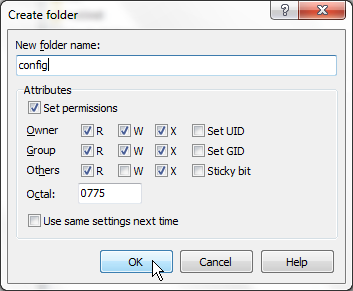 Create folder
New folder name:
config
Attributes
Set permissions
Owner R W X Set UID
Group R W X Set GID
Others R W X Sticky bit
Octal: 0775
Use same settings next time
OK Cancel Help